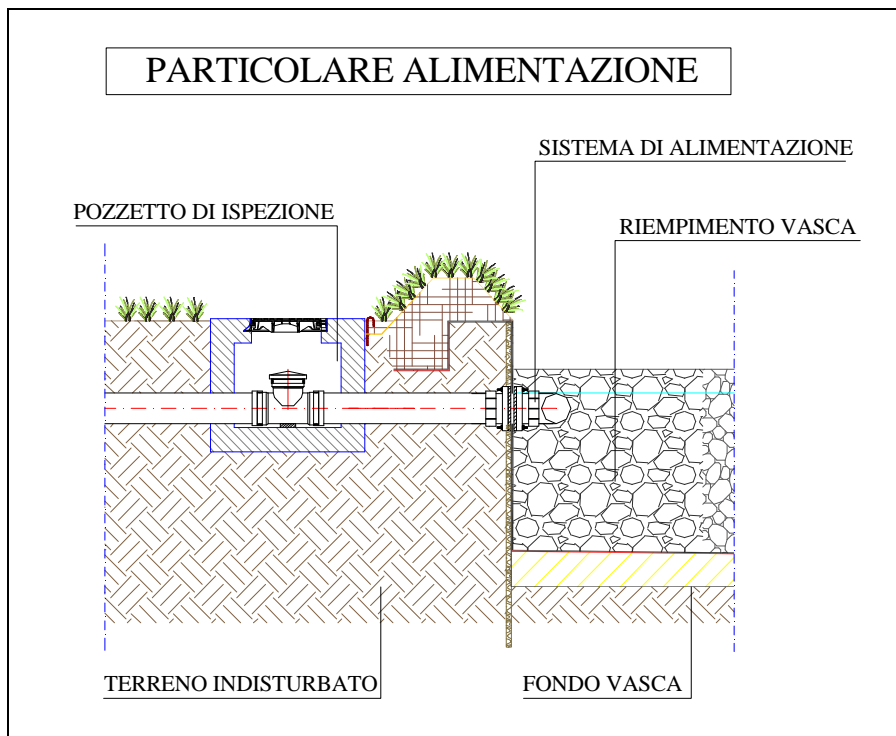 PARTICOLARE ALIMENTAZIONE
SISTEMA DI ALIMENTAZIONE
POZZETTO DI ISPEZIONE
RIEMPIMENTO VASCA
TERRENO INDISTURBATO
FONDO VASCA